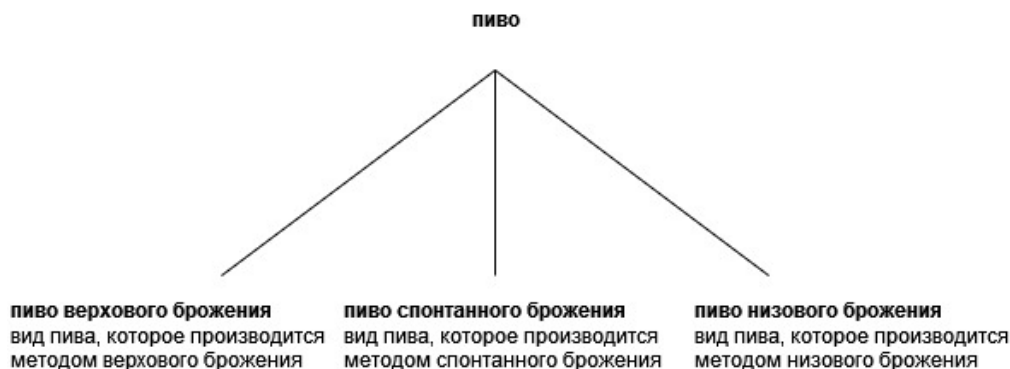 пиво
пиво верхового брожения
вид пива, которое производится
методом верхового брожения
пиво спонтанного брожения
вид пива, которое производится
методом спонтанного брожения
пиво низового брожения
вид пива, которое производится
методом низового брожения